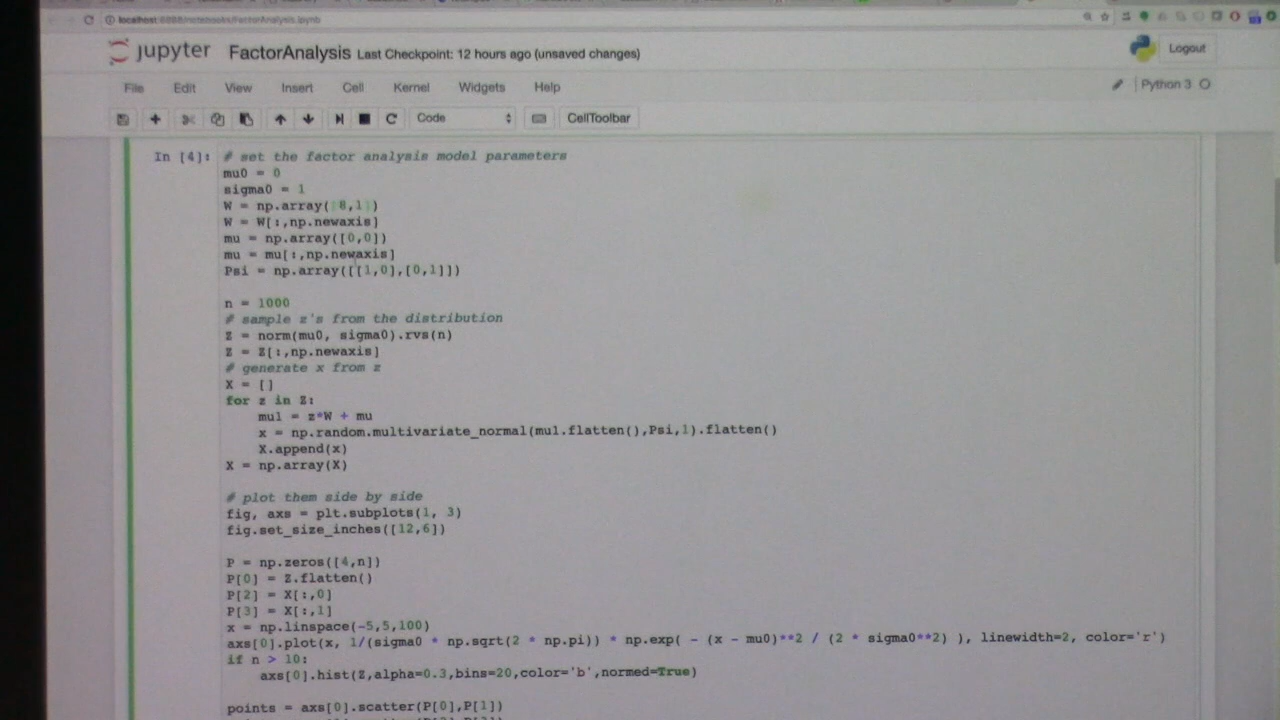 localhost:8888/notebooks/FactorAnalysis.ipynb
jupyter FactorAnalysis Last Checkpoint: 12 hours ago (unsaved changes)
Logout
File Edit View Insert Cell Kernel Widgets Help
Python 3
Code CellToolbar
In [4]: # set the factor analysis model parameters
mu0 = 0
sigma0 = 1
W = np.array([8,1])
W = W[:,np.newaxis]
mu = np.array([0,0])
mu = mu[:,np.newaxis]
Psi = np.array([[1,0],[0,1]])
n = 1000
# sample z's from the distribution
Z = norm(mu0, sigma0).rvs(n)
Z = Z[:,np.newaxis]
# generate x from z
X = []
for z in Z:
mu1 = z*W + mu
x = np.random.multivariate_normal(mu1.flatten(),Psi,1).flatten()
X.append(x)
X = np.array(X)
# plot them side by side
fig, axs = plt.subplots(1, 3)
fig.set_size_inches([12,6])
P = np.zeros([4,n])
P[0] = Z.flatten()
P[2] = X[:,0]
P[3] = X[:,1]
x = np.linspace(-5,5,100)
axs[0].plot(x, 1/(sigma0 * np.sqrt(2 * np.pi)) * np.exp( - (x - mu0)**2 / (2 * sigma0**2) ), linewidth=2, color='r')
if n > 10:
axs[0].hist(Z,alpha=0.3,bins=20,color='b',normed=True)
points = axs[0].scatter(P[0],P[1])